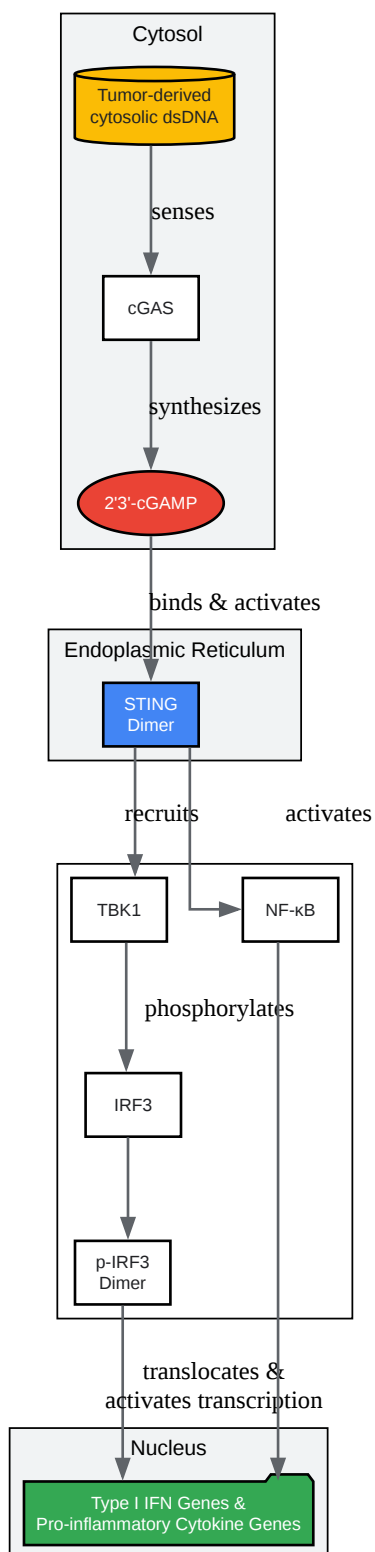 Cytosol
Tumor-derived
cytosolic dsDNA
senses
cGAS
synthesizes
2'3'-cGAMP
binds & activates
Endoplasmic Reticulum
STING
Dimer
recruits
activates
TBK1
NF-κB
phosphorylates
IRF3
p-IRF3
Dimer
translocates &
activates transcription
Nucleus
Type I IFN Genes &
Pro-inflammatory Cytokine Genes